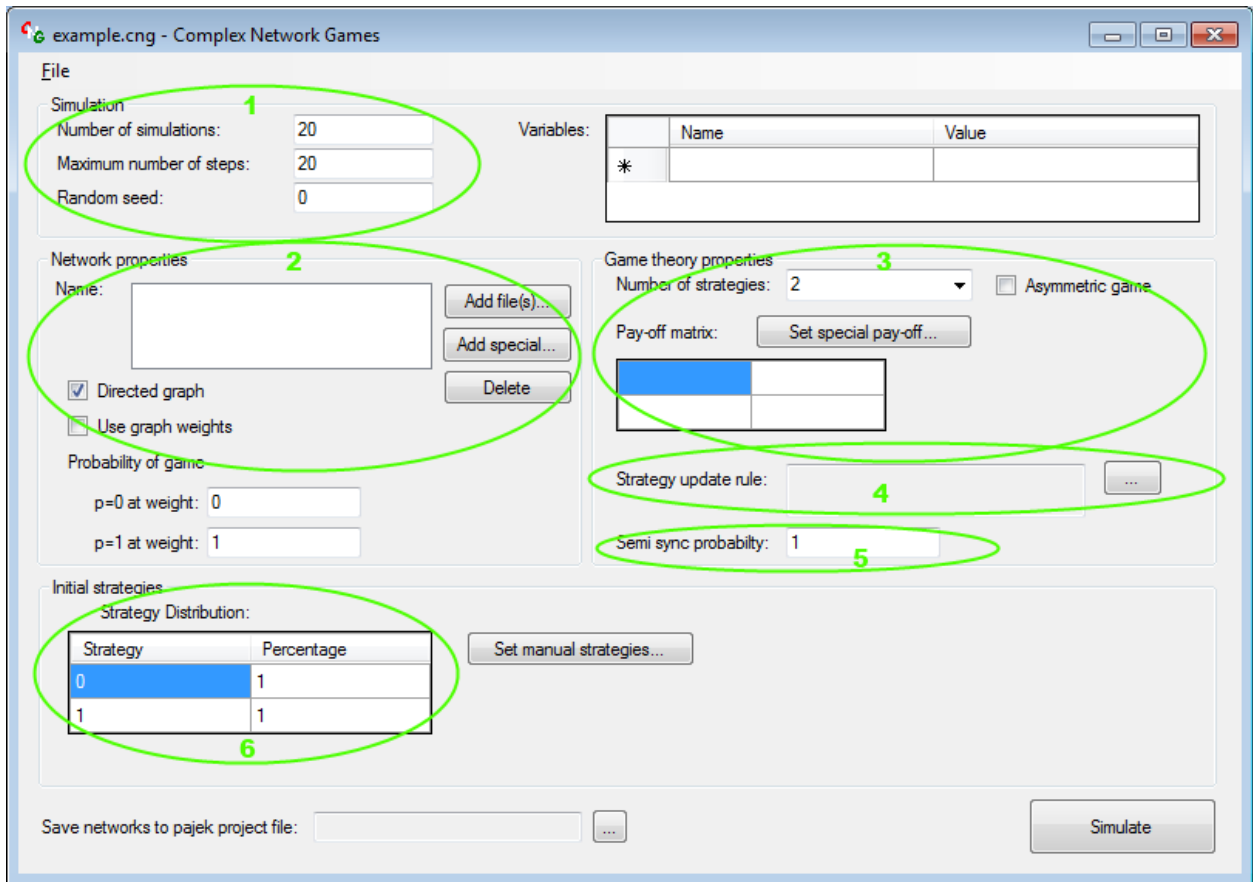 example.cng - Complex Network Games
File
Simulation
1
Number of simulations: 20
Maximum number of steps: 20
Random seed: 0
Variables:
Name Value
*
Network properties
2
Name:
Add file(s)...
Add special...
Delete
Directed graph
Use graph weights
Probability of game
p=0 at weight: 0
p=1 at weight: 1
Game theory properties
3
Number of strategies: 2
Asymmetric game
Pay-off matrix: Set special pay-off...
Strategy update rule: ...
4
Semi sync probabilty: 1
5
Initial strategies
Strategy Distribution:
Strategy Percentage
0 1
1 1
6
Set manual strategies...
Save networks to pajek project file: ...
Simulate